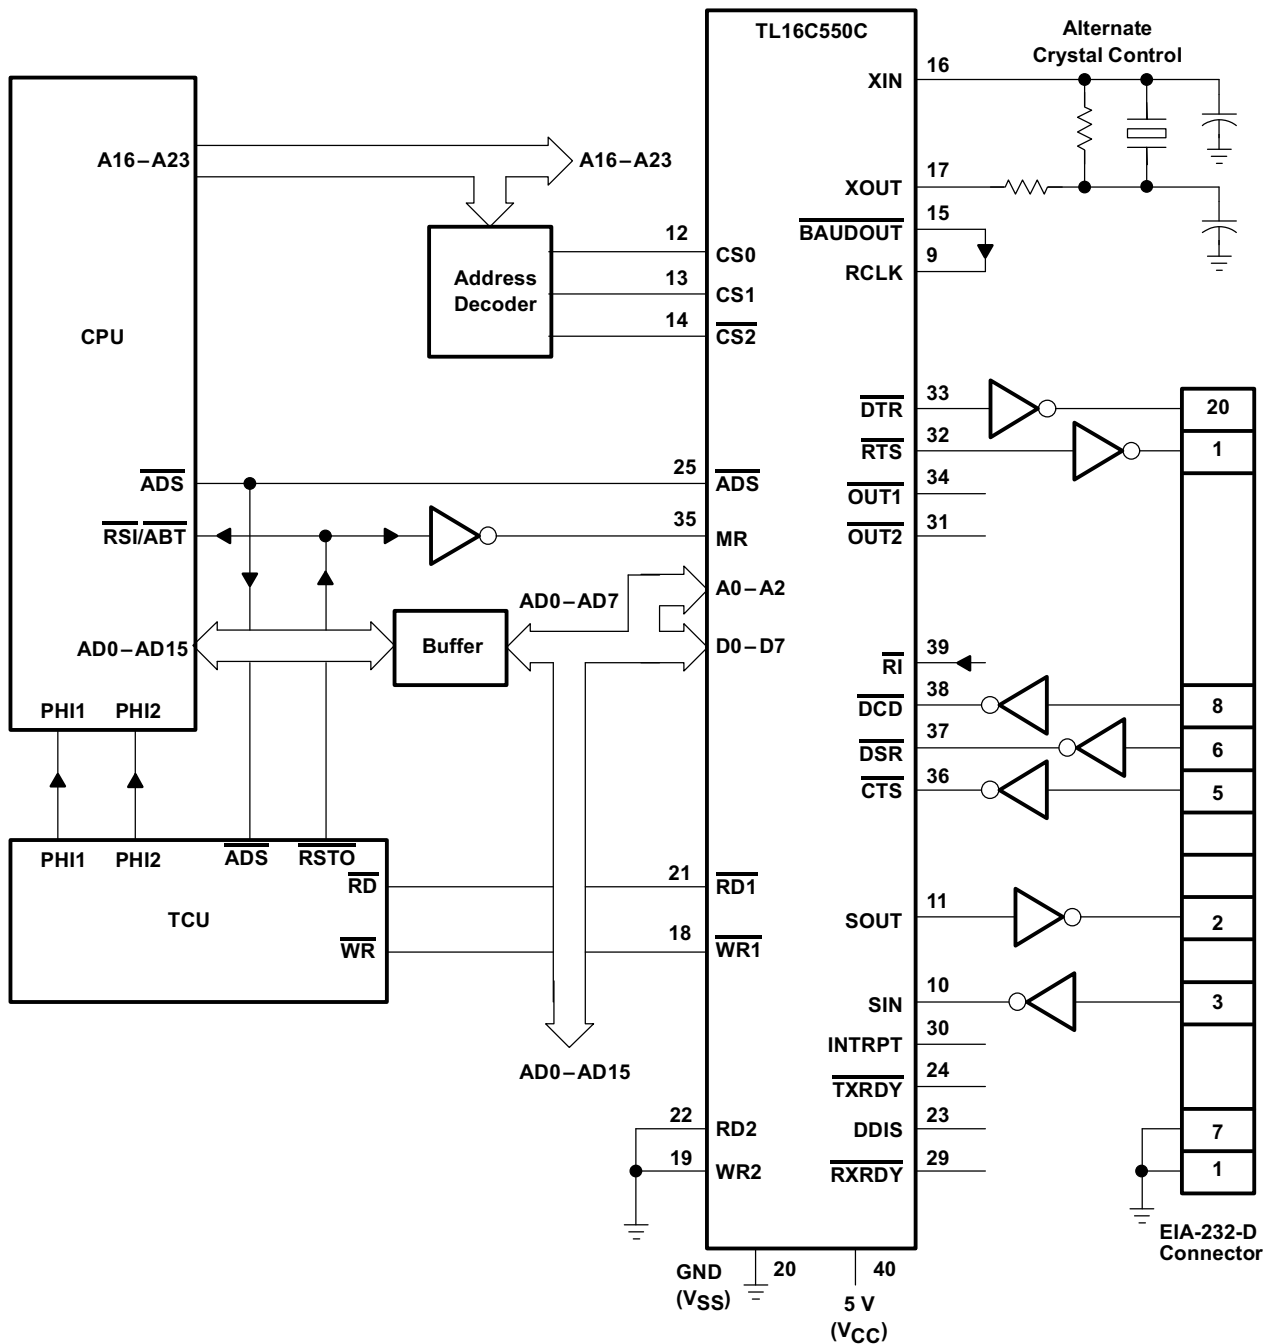 TL16C550C
Alternate
Crystal Control
CPU
A16–A23
A16–A23
Address
Decoder
12
CS0
13
CS1
14
CS2
XIN
16
XOUT
17
BAUDOUT
15
RCLK
9
ADS
25
ADS
RSI/ABT
35
MR
AD0–AD7
A0–A2
AD0–AD15
Buffer
D0–D7
PHI1
PHI2
PHI1
PHI2
ADS
RSTO
RD
TCU
WR
21
RD1
18
WR1
AD0–AD15
22
RD2
19
WR2
DTR
33
20
RTS
32
1
OUT1
34
OUT2
31
RI
39
DCD
38
8
DSR
37
6
CTS
36
5
SOUT
11
2
SIN
10
3
INTRPT
30
TXRDY
24
DDIS
23
7
RXRDY
29
1
EIA-232-D
Connector
GND
(VSS)
20
40
5 V
(VCC)